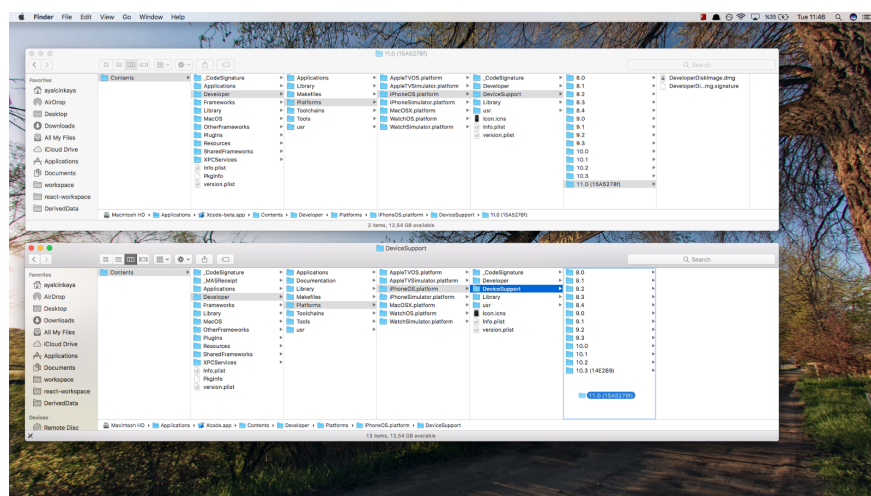 Finder File Edit View Go Window Help %35 Tue 11:46
11.0 (15A5278f)
Search
Favorites
ayalcinkaya
AirDrop
Desktop
Downloads
All My Files
iCloud Drive
Applications
Documents
workspace
react-workspace
DerivedData
Contents
_CodeSignature
Applications
Developer
Frameworks
Library
MacOS
OtherFrameworks
PlugIns
Resources
SharedFrameworks
XPCServices
Info.plist
PkgInfo
version.plist
Applications
Library
Makefiles
Platforms
Toolchains
Tools
usr
AppleTVOS.platform
AppleTVSimulator.platform
iPhoneOS.platform
iPhoneSimulator.platform
MacOSX.platform
WatchOS.platform
WatchSimulator.platform
_CodeSignature
Developer
DeviceSupport
Library
usr
icon.icns
Info.plist
version.plist
8.0
8.1
8.2
8.3
8.4
9.0
9.1
9.2
9.3
10.0
10.1
10.2
10.3
11.0 (15A5278f)
DeveloperDiskImage.dmg
DeveloperDi...mg.signature
Macintosh HD Applications Xcode-beta.app Contents Developer Platforms iPhoneOS.platform DeviceSupport 11.0 (15A5278f)
2 items, 12,54 GB available
DeviceSupport
Search
Favorites
ayalcinkaya
AirDrop
Desktop
Downloads
All My Files
iCloud Drive
Applications
Documents
workspace
react-workspace
DerivedData
Devices
Remote Disc
Contents
_CodeSignature
_MASReceipt
Applications
Developer
Frameworks
Library
MacOS
OtherFrameworks
PlugIns
Resources
SharedFrameworks
XPCServices
Info.plist
PkgInfo
version.plist
Applications
Documentation
Library
Makefiles
Platforms
Toolchains
Tools
usr
AppleTVOS.platform
AppleTVSimulator.platform
iPhoneOS.platform
iPhoneSimulator.platform
MacOSX.platform
WatchOS.platform
WatchSimulator.platform
_CodeSignature
Developer
DeviceSupport
Library
usr
icon.icns
Info.plist
version.plist
8.0
8.1
8.2
8.3
8.4
9.0
9.1
9.2
9.3
10.0
10.1
10.2
10.3 (14E269)
11.0 (15A5278f)
Macintosh HD Applications Xcode.app Contents Developer Platforms iPhoneOS.platform DeviceSupport
13 items, 12,54 GB available